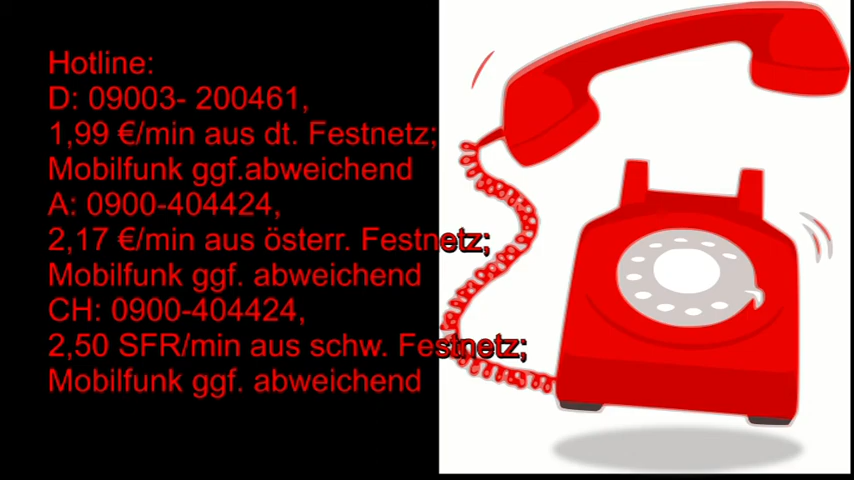 Hotline:
D: 09003- 200461,
1,99 €/min aus dt. Festnetz;
Mobilfunk ggf.abweichend
A: 0900-404424,
2,17 €/min aus österr. Festnetz;
Mobilfunk ggf. abweichend
CH: 0900-404424,
2,50 SFR/min aus schw. Festnetz;
Mobilfunk ggf. abweichend